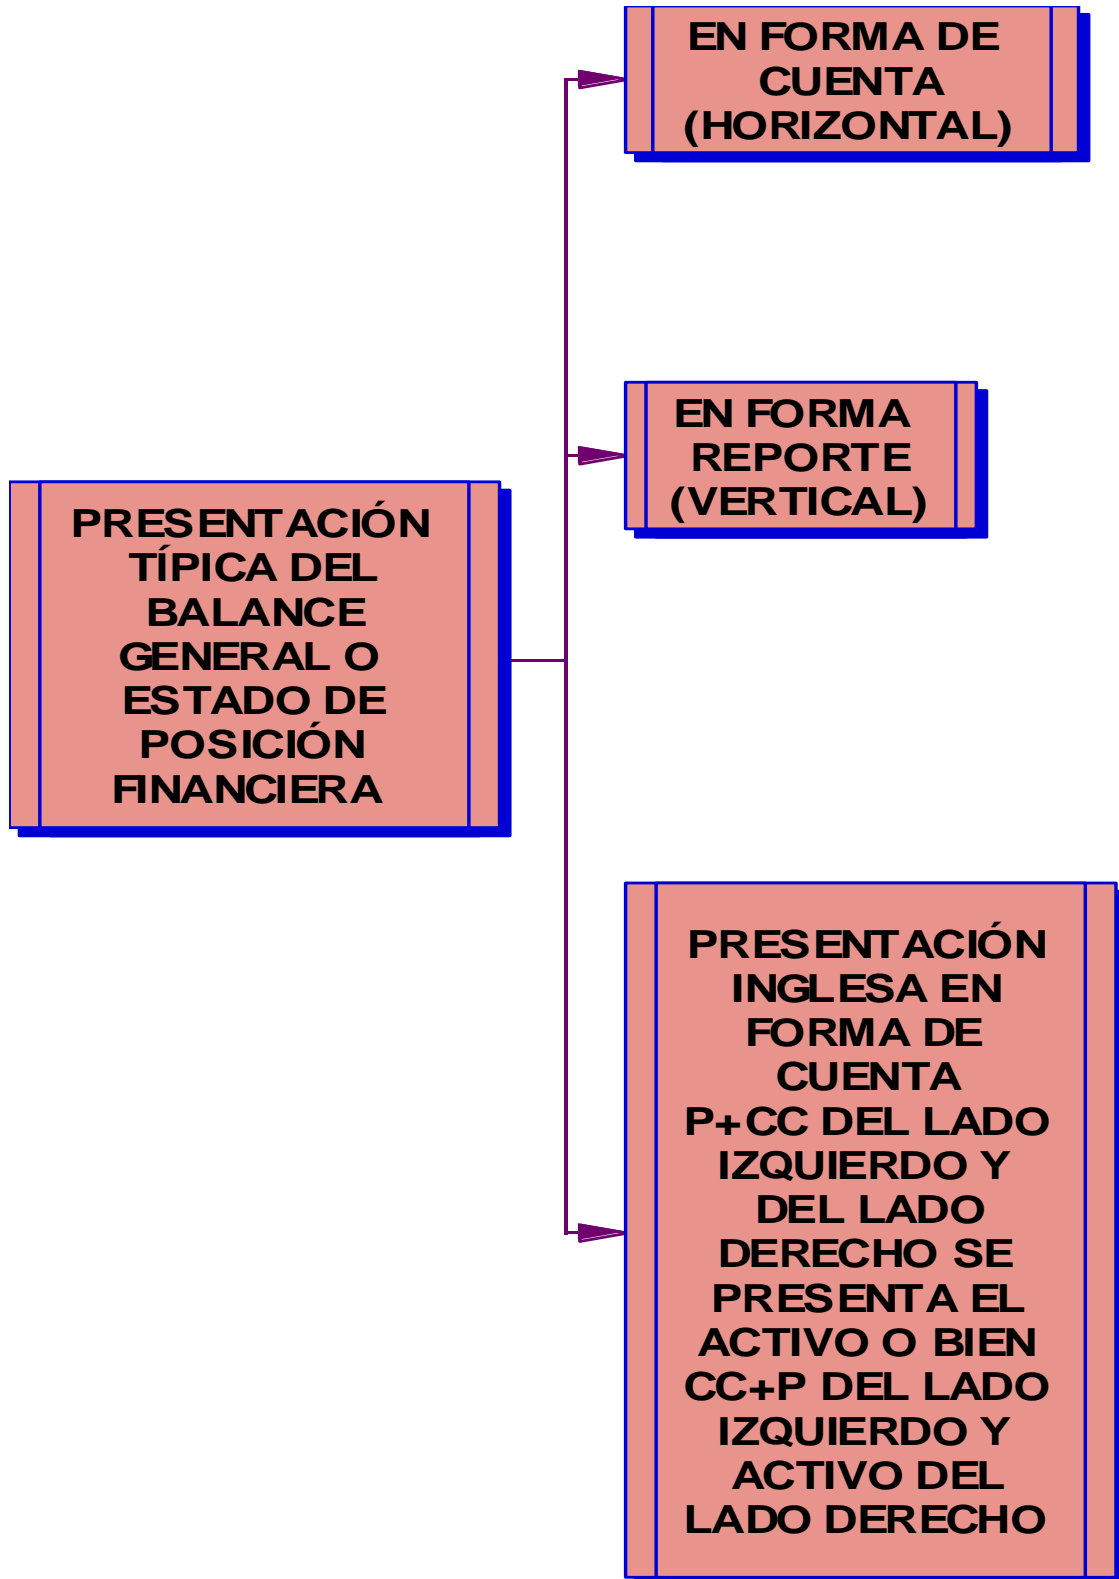 EN FORMA DE
CUENTA
(HORIZONTAL)
EN FORMA
REPORTE
(VERTICAL)
PRESENTACIÓN
TÍPICA DEL
BALANCE
GENERAL O
ESTADO DE
POSICIÓN
FINANCIERA
PRESENTACIÓN
INGLESA EN
FORMA DE
CUENTA
P+CC DEL LADO
IZQUIERDO Y
DEL LADO
DERECHO SE
PRESENTA EL
ACTIVO O BIEN
CC+P DEL LADO
IZQUIERDO Y
ACTIVO DEL
LADO DERECHO